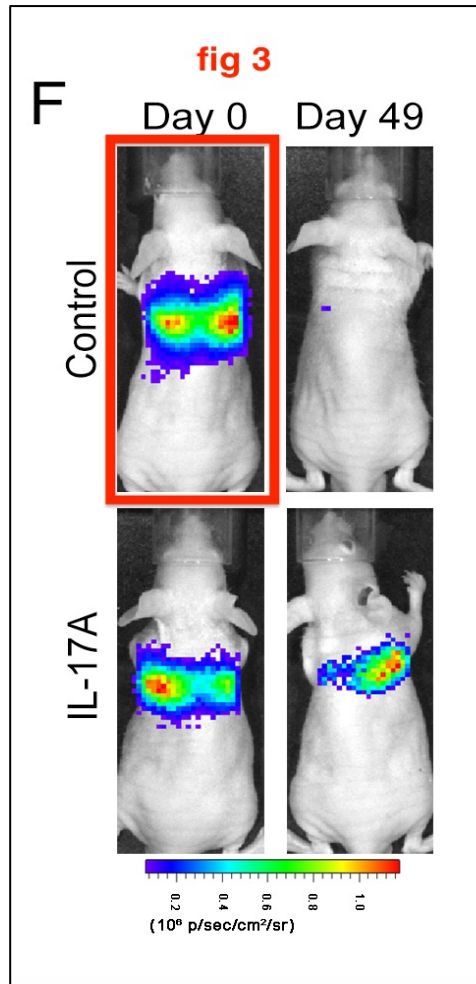 fig 3
F
Day 0 Day 49
Control
IL-17A
0.2 0.4 0.6 0.8 1.0
(10⁶ p/sec/cm²/sr)